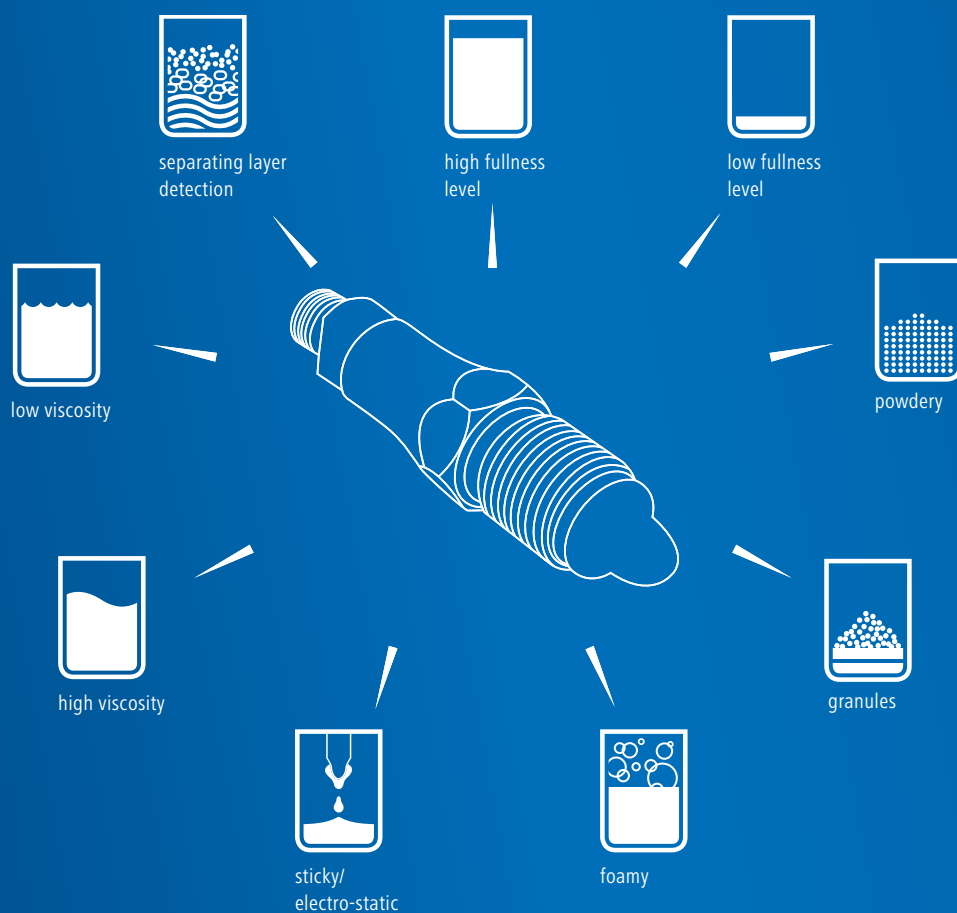 separating layer
detection
high fullness
level
low fullness
level
low viscosity
powdery
high viscosity
granules
sticky/
electro-static
foamy